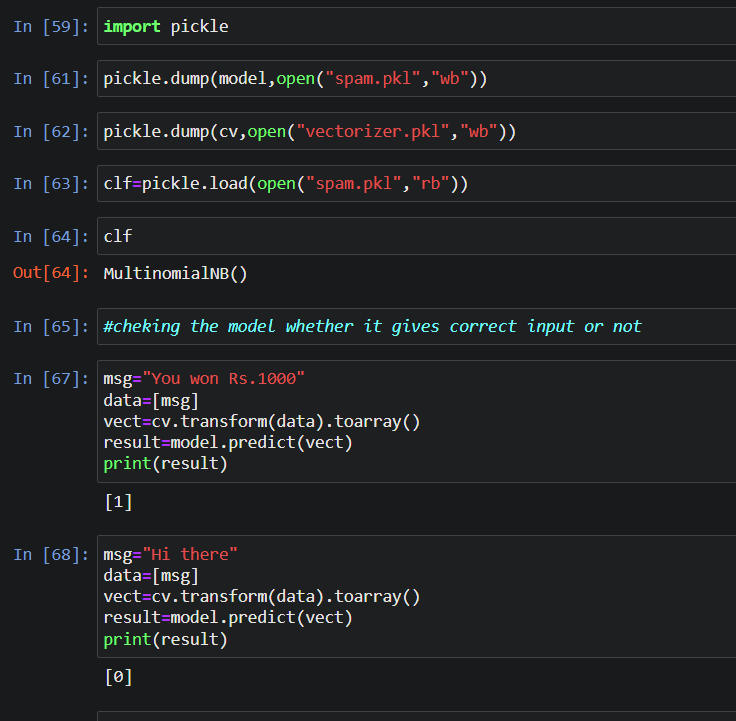 In [59]: import pickle
In [61]: pickle.dump(model,open("spam.pkl","wb"))
In [62]: pickle.dump(cv,open("vectorizer.pkl","wb"))
In [63]: clf=pickle.load(open("spam.pkl","rb"))
In [64]: clf
Out[64]: MultinomialNB()
In [65]: #cheking the model whether it gives correct input or not
In [67]: msg="You won Rs.1000"
data=[msg]
vect=cv.transform(data).toarray()
result=model.predict(vect)
print(result)
[1]
In [68]: msg="Hi there"
data=[msg]
vect=cv.transform(data).toarray()
result=model.predict(vect)
print(result)
[0]